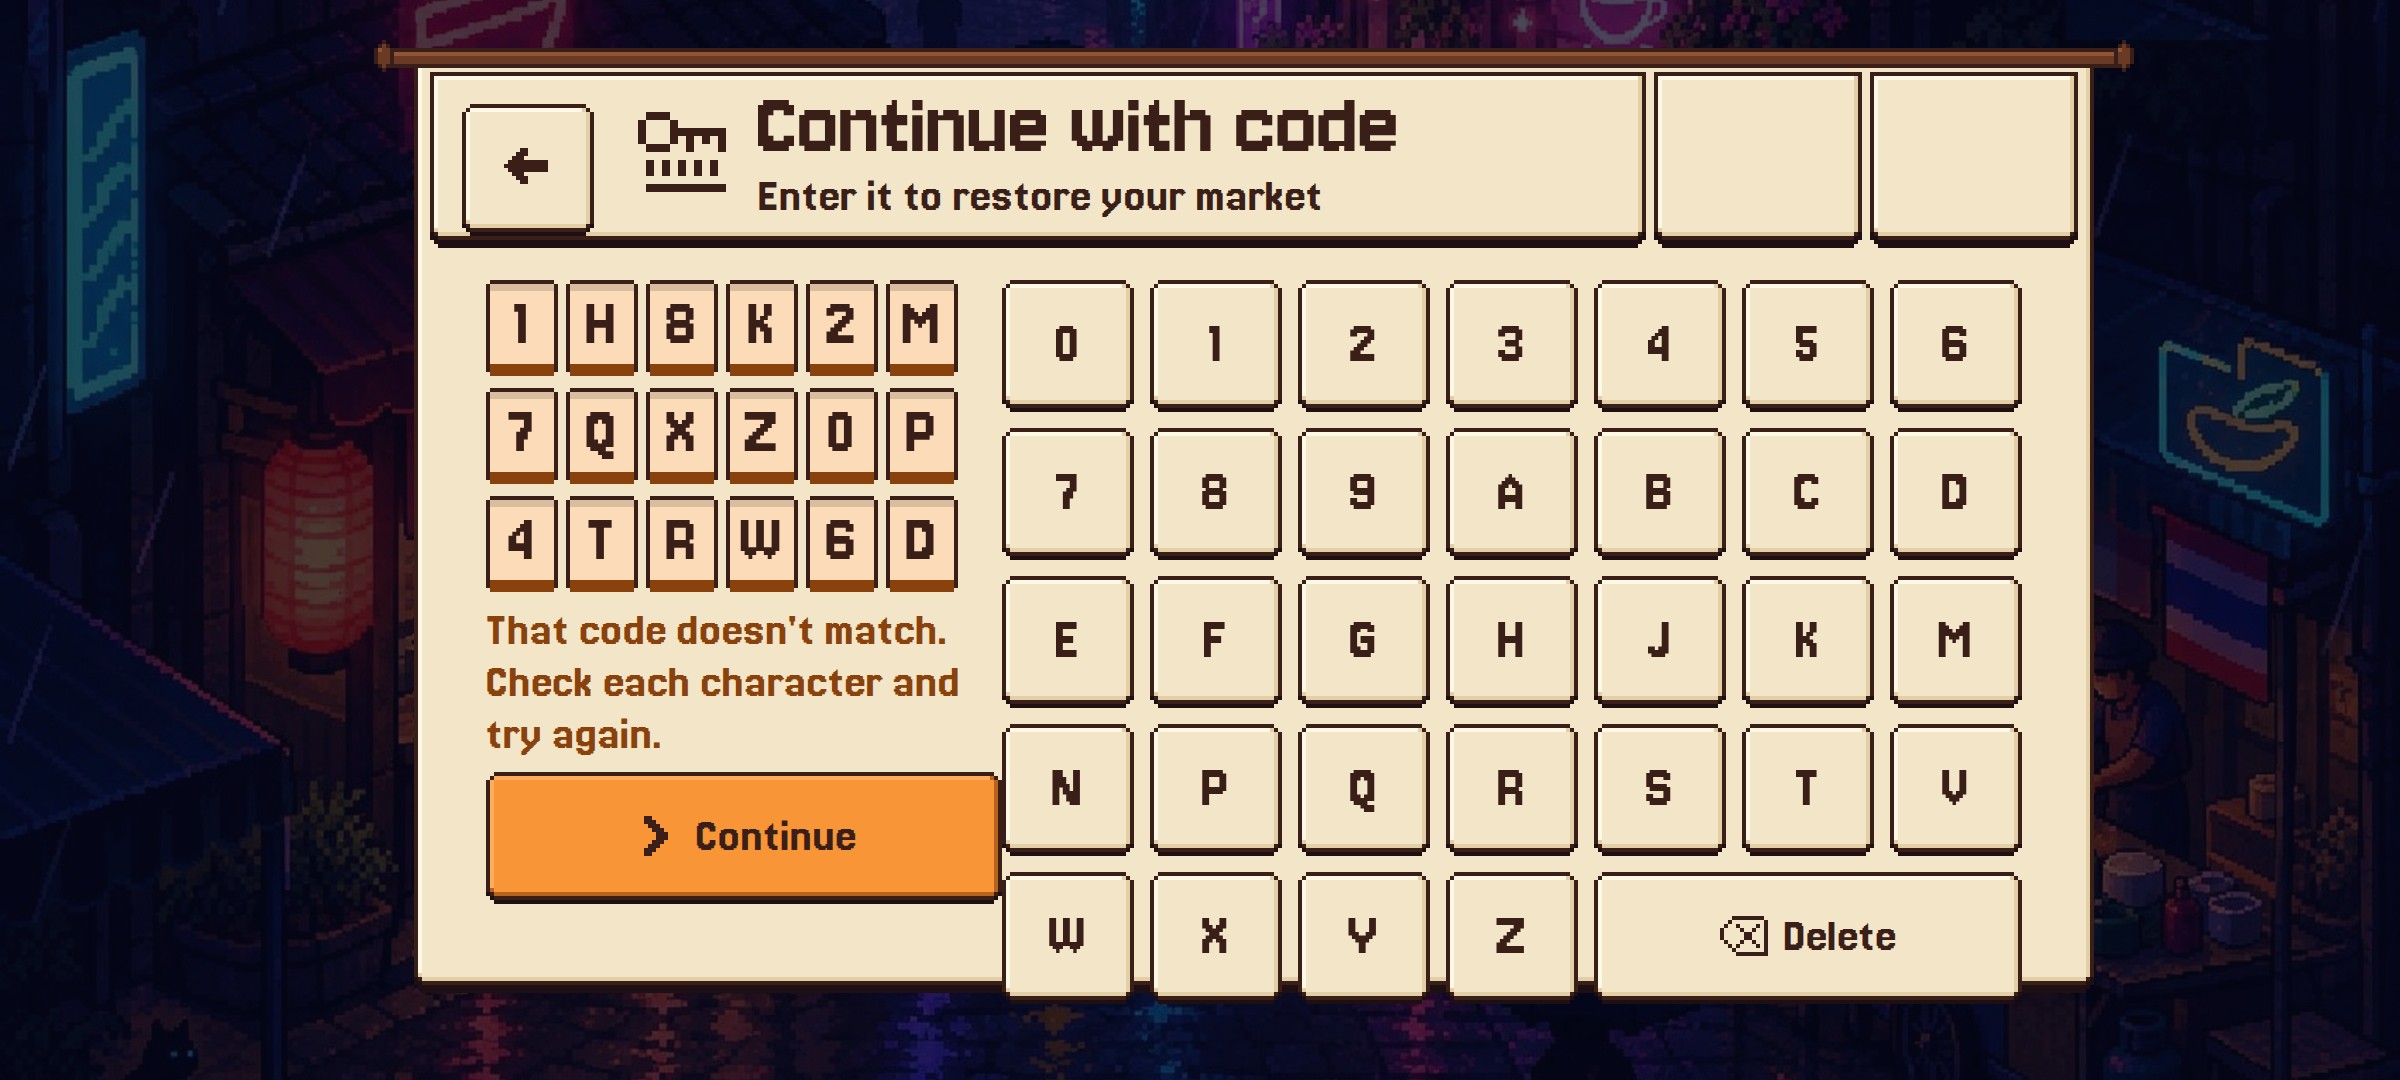 Continue with code
Enter it to restore your market
1 H 8 K 2 M
7 Q X Z 0 P
4 T R W 6 D
That code doesn't match.
Check each character and
try again.
Continue
0 1 2 3 4 5 6
7 8 9 A B C D
E F G H J K M
N P Q R S T V
W X Y Z Delete